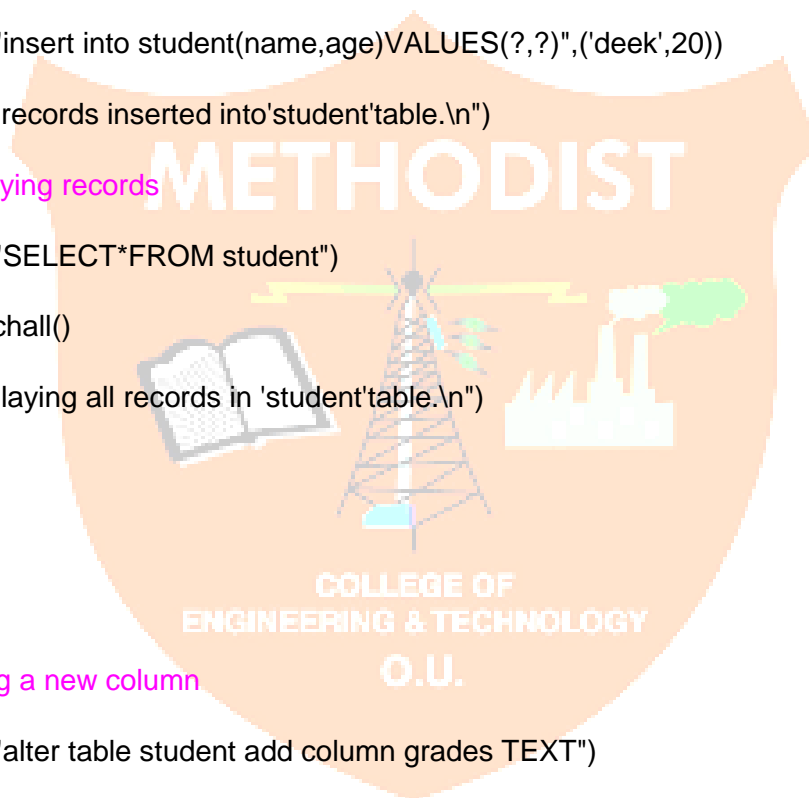 "insert into student(name,age)VALUES(?,?)",('deek',20))
records inserted into'student'table.\n")
METHODIST
ying records
"SELECT*FROM student")
chall()
laying all records in 'student'table.\n")
COLLEGE OF
ENGINEERING & TECHNOLOGY
O.U.
g a new column
"alter table student add column grades TEXT")